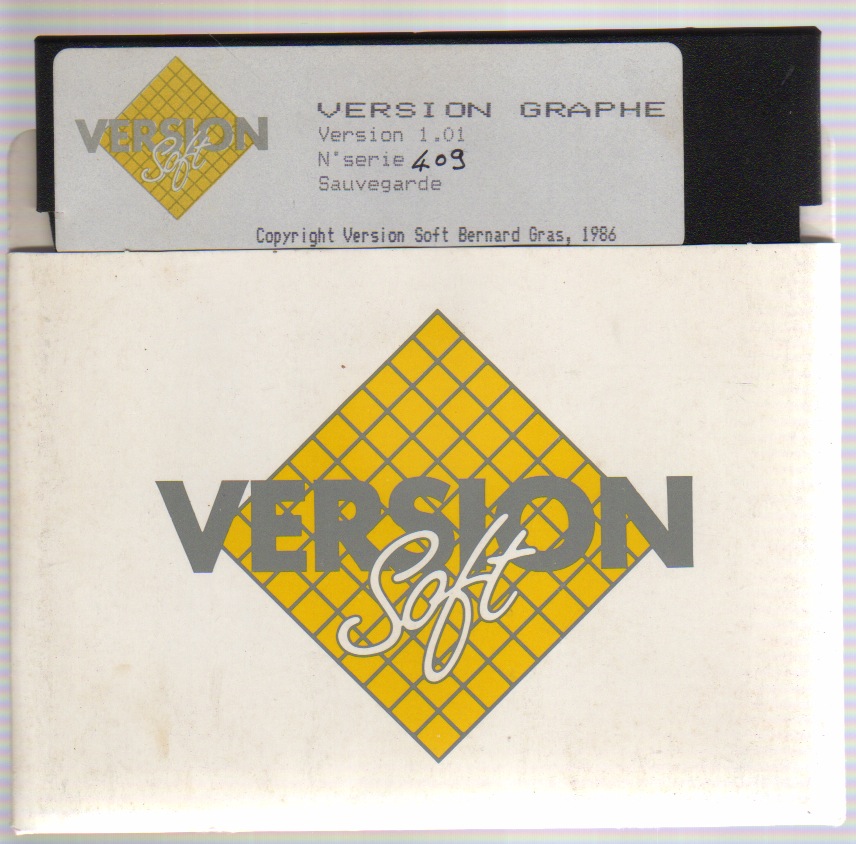 VERSION
Soft
VERSION GRAPHE
Version 1.01
N°serie 409
Sauvegarde
Copyright Version Soft Bernard Gras, 1986
VERSION
Soft